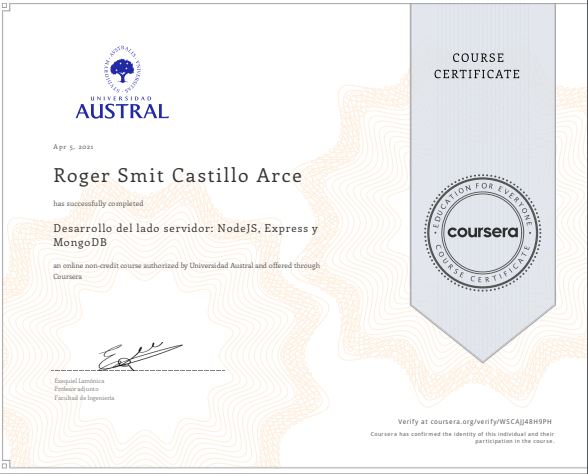 UNIVERSITAS · AUSTRALIS · STVDIORVM ·
UNIVERSIDAD
AUSTRAL
COURSE
CERTIFICATE
Apr 5, 2021
Roger Smit Castillo Arce
has successfully completed
Desarrollo del lado servidor: NodeJS, Express y
MongoDB
an online non-credit course authorized by Universidad Austral and offered through
Coursera
EDUCATION FOR EVERYONE
coursera
COURSE CERTIFICATE
Ezequiel Lamónica
Profesor adjunto
Facultad de Ingeniería
Verify at coursera.org/verify/WSCAJJ48H9PH
Coursera has confirmed the identity of this individual and their
participation in the course.